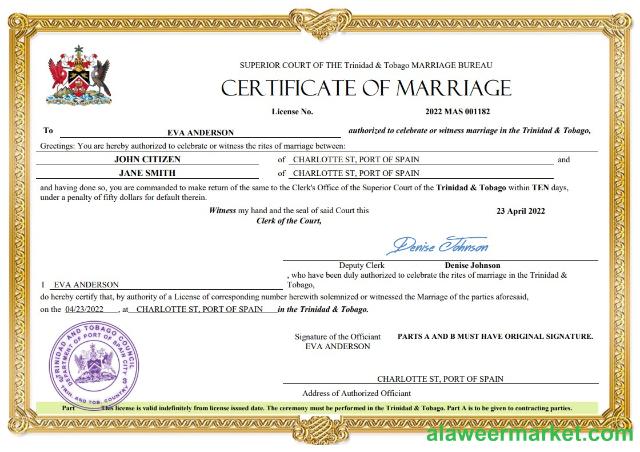 SUPERIOR COURT OF THE Trinidad & Tobago MARRIAGE BUREAU
CERTIFICATE OF MARRIAGE
License No. 2022 MAS 001182
To EVA ANDERSON authorized to celebrate or witness marriage in the Trinidad & Tobago,
Greetings: You are hereby authorized to celebrate or witness the rites of marriage between:
JOHN CITIZEN of CHARLOTTE ST, PORT OF SPAIN and
JANE SMITH of CHARLOTTE ST, PORT OF SPAIN
and having done so, you are commanded to make return of the same to the Clerk's Office of the Superior Court of the Trinidad & Tobago within TEN days,
under a penalty of fifty dollars for default therein.
Witness my hand and the seal of said Court this 23 April 2022
Clerk of the Court,
Denise Johnson
Deputy Clerk Denise Johnson
, who have been duly authorized to celebrate the rites of marriage in the Trinidad &
I EVA ANDERSON Tobago,
do hereby certify that, by authority of a License of corresponding number herewith solemnized or witnessed the Marriage of the parties aforesaid,
on the 04/23/2022 , at CHARLOTTE ST, PORT OF SPAIN in the Trinidad & Tobago.
TRINIDAD AND TOBAGO COUNCIL
DEPARTMENT OF PORT OF SPAIN CITY
TRIN. AND TOB. COUNTRY
Signature of the Officiant PARTS A AND B MUST HAVE ORIGINAL SIGNATURE.
EVA ANDERSON
CHARLOTTE ST, PORT OF SPAIN
Address of Authorized Officiant
Part This license is valid indefinitely from license issued date. The ceremony must be performed in the Trinidad & Tobago. Part A is to be given to contracting parties.
alaweermarket.com